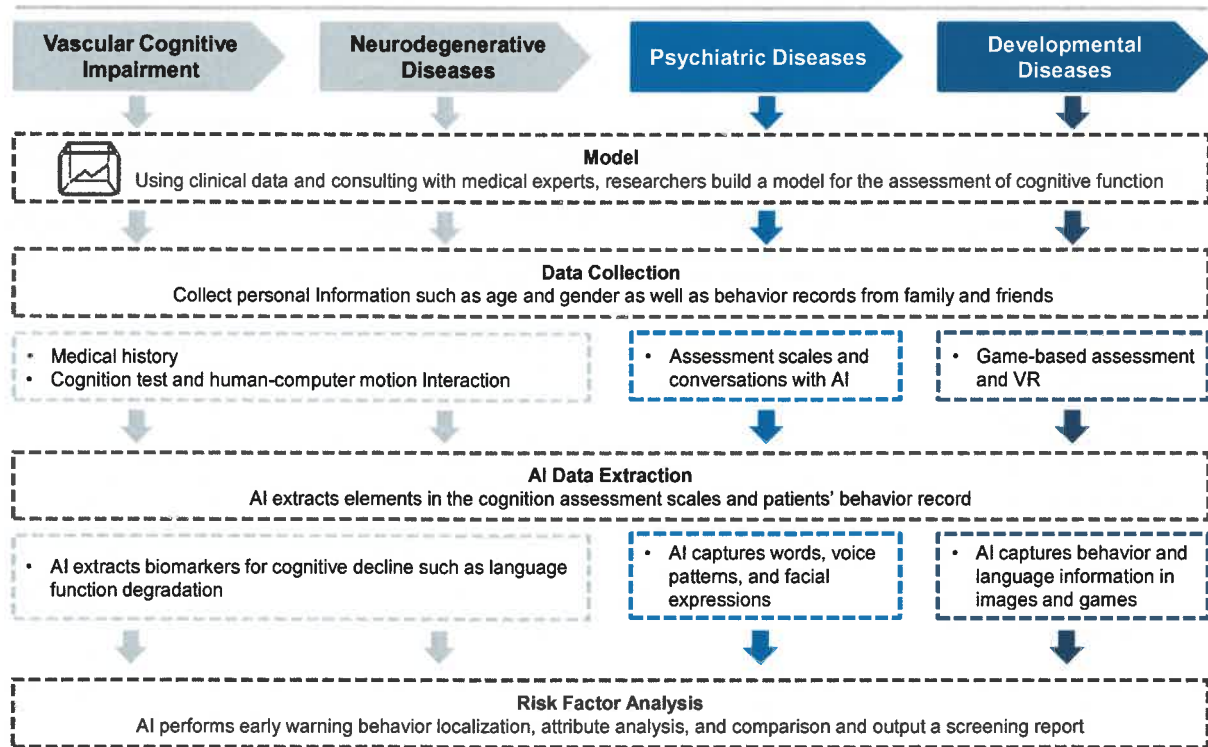 Vascular Cognitive
Impairment
Neurodegenerative
Diseases
Psychiatric Diseases
Developmental
Diseases
Model
Using clinical data and consulting with medical experts, researchers build a model for the assessment of cognitive function
Data Collection
Collect personal Information such as age and gender as well as behavior records from family and friends
• Medical history
• Cognition test and human-computer motion Interaction
• Assessment scales and
conversations with AI
• Game-based assessment
and VR
AI Data Extraction
AI extracts elements in the cognition assessment scales and patients' behavior record
• AI extracts biomarkers for cognitive decline such as language
function degradation
• AI captures words, voice
patterns, and facial
expressions
• AI captures behavior and
language information in
images and games
Risk Factor Analysis
AI performs early warning behavior localization, attribute analysis, and comparison and output a screening report